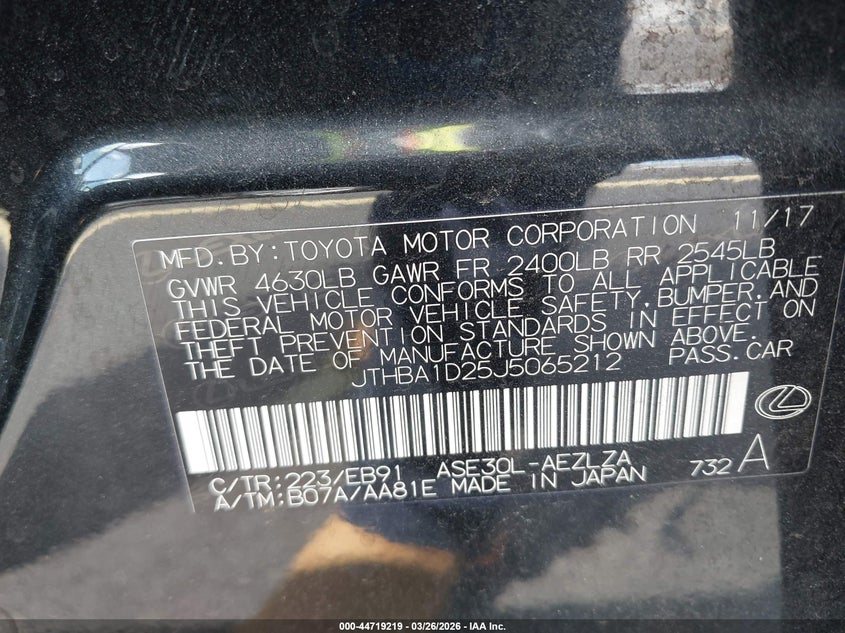 MFD. BY: TOYOTA MOTOR CORPORATION 11/17
GVWR 4630LB GAWR FR 2400LB RR 2545LB
THIS VEHICLE CONFORMS TO ALL APPLICABLE
FEDERAL MOTOR VEHICLE SAFETY, BUMPER, AND
THEFT PREVENTION STANDARDS IN EFFECT ON
THE DATE OF MANUFACTURE SHOWN ABOVE.
JTHBA1D25J5065212 PASS. CAR
C/TR: 223/EB91 ASE30L-AEZLZA 732 A
A/TM: B07A/AA81E MADE IN JAPAN
000-44719219 - 03/26/2026 - IAA Inc.